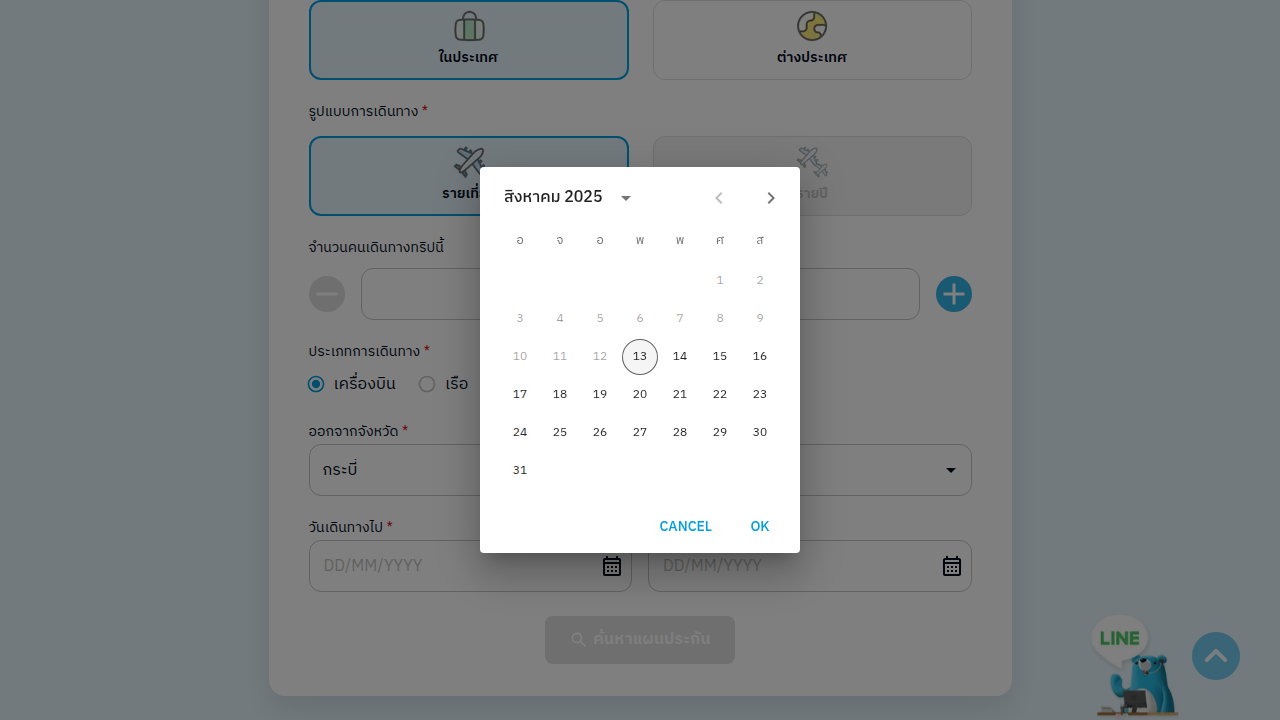 ในประเทศ
ต่างประเทศ
รูปแบบการเดินทาง *
รายปี
จำนวนคนเดินทางทริปนี้
ประเภทการเดินทาง *
เครื่องบิน
เรือ
ออกจากจังหวัด *
กระบี่
วันเดินทางไป *
DD/MM/YYYY
DD/MM/YYYY
ค้นหาแผนประกัน
สิงหาคม 2025
อ จ อ พ พ ศ ส
1 2
3 4 5 6 7 8 9
10 11 12 13 14 15 16
17 18 19 20 21 22 23
24 25 26 27 28 29 30
31
CANCEL OK
LINE